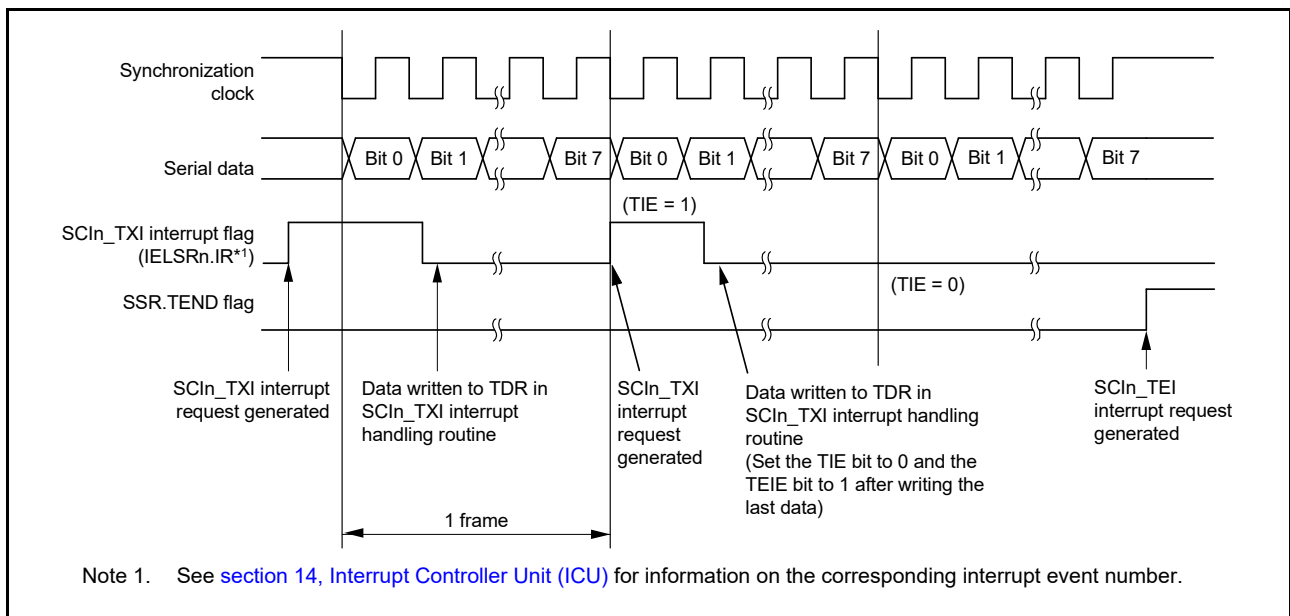 Synchronization
clock
Serial data
Bit 0 Bit 1 Bit 7 Bit 0 Bit 1 Bit 7 Bit 0 Bit 1 Bit 7
(TIE = 1)
SCIn_TXI interrupt flag
(IELSRn.IR*1)
(TIE = 0)
SSR.TEND flag
SCIn_TXI interrupt
request generated
Data written to TDR in
SCIn_TXI interrupt
handling routine
SCIn_TXI
interrupt
request
generated
Data written to TDR in
SCIn_TXI interrupt handling
routine
(Set the TIE bit to 0 and the
TEIE bit to 1 after writing the
last data)
SCIn_TEI
interrupt request
generated
1 frame
Note 1. See section 14, Interrupt Controller Unit (ICU) for information on the corresponding interrupt event number.